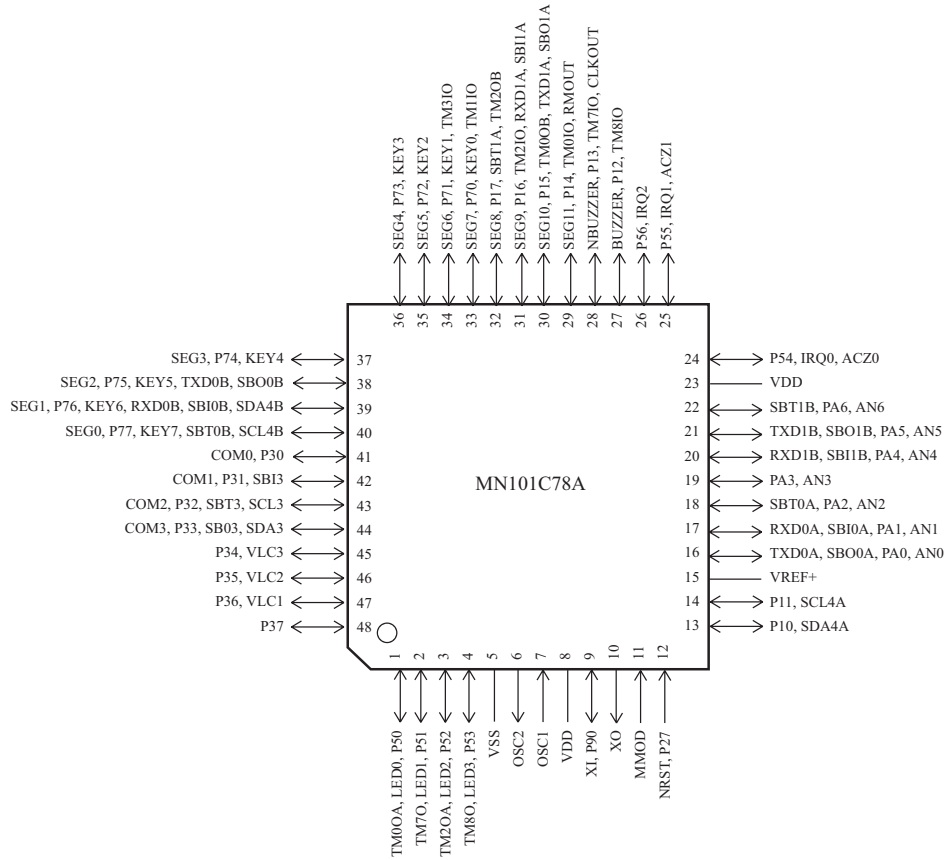 SEG4, P73, KEY3
SEG5, P72, KEY2
SEG6, P71, KEY1, TM3IO
SEG7, P70, KEY0, TM1IO
SEG8, P17, SBT1A, TM2OB
SEG9, P16, TM2IO, RXD1A, SBI1A
SEG10, P15, TM0OB, TXD1A, SBO1A
SEG11, P14, TM0IO, RMOUT
NBUZZER, P13, TM7IO, CLKOUT
BUZZER, P12, TM8IO
P56, IRQ2
P55, IRQ1, ACZ1
36
35
34
33
32
31
30
29
28
27
26
25
SEG3, P74, KEY4 37
SEG2, P75, KEY5, TXD0B, SBO0B 38
SEG1, P76, KEY6, RXD0B, SBI0B, SDA4B 39
SEG0, P77, KEY7, SBT0B, SCL4B 40
COM0, P30 41
COM1, P31, SBI3 42
COM2, P32, SBT3, SCL3 43
COM3, P33, SB03, SDA3 44
P34, VLC3 45
P35, VLC2 46
P36, VLC1 47
P37 48
MN101C78A
24 P54, IRQ0, ACZ0
23 VDD
22 SBT1B, PA6, AN6
21 TXD1B, SBO1B, PA5, AN5
20 RXD1B, SBI1B, PA4, AN4
19 PA3, AN3
18 SBT0A, PA2, AN2
17 RXD0A, SBI0A, PA1, AN1
16 TXD0A, SBO0A, PA0, AN0
15 VREF+
14 P11, SCL4A
13 P10, SDA4A
1
2
3
4
5
6
7
8
9
10
11
12
TM0OA, LED0, P50
TM7O, LED1, P51
TM2OA, LED2, P52
TM8O, LED3, P53
VSS
OSC2
OSC1
VDD
XI, P90
XO
MMOD
NRST, P27